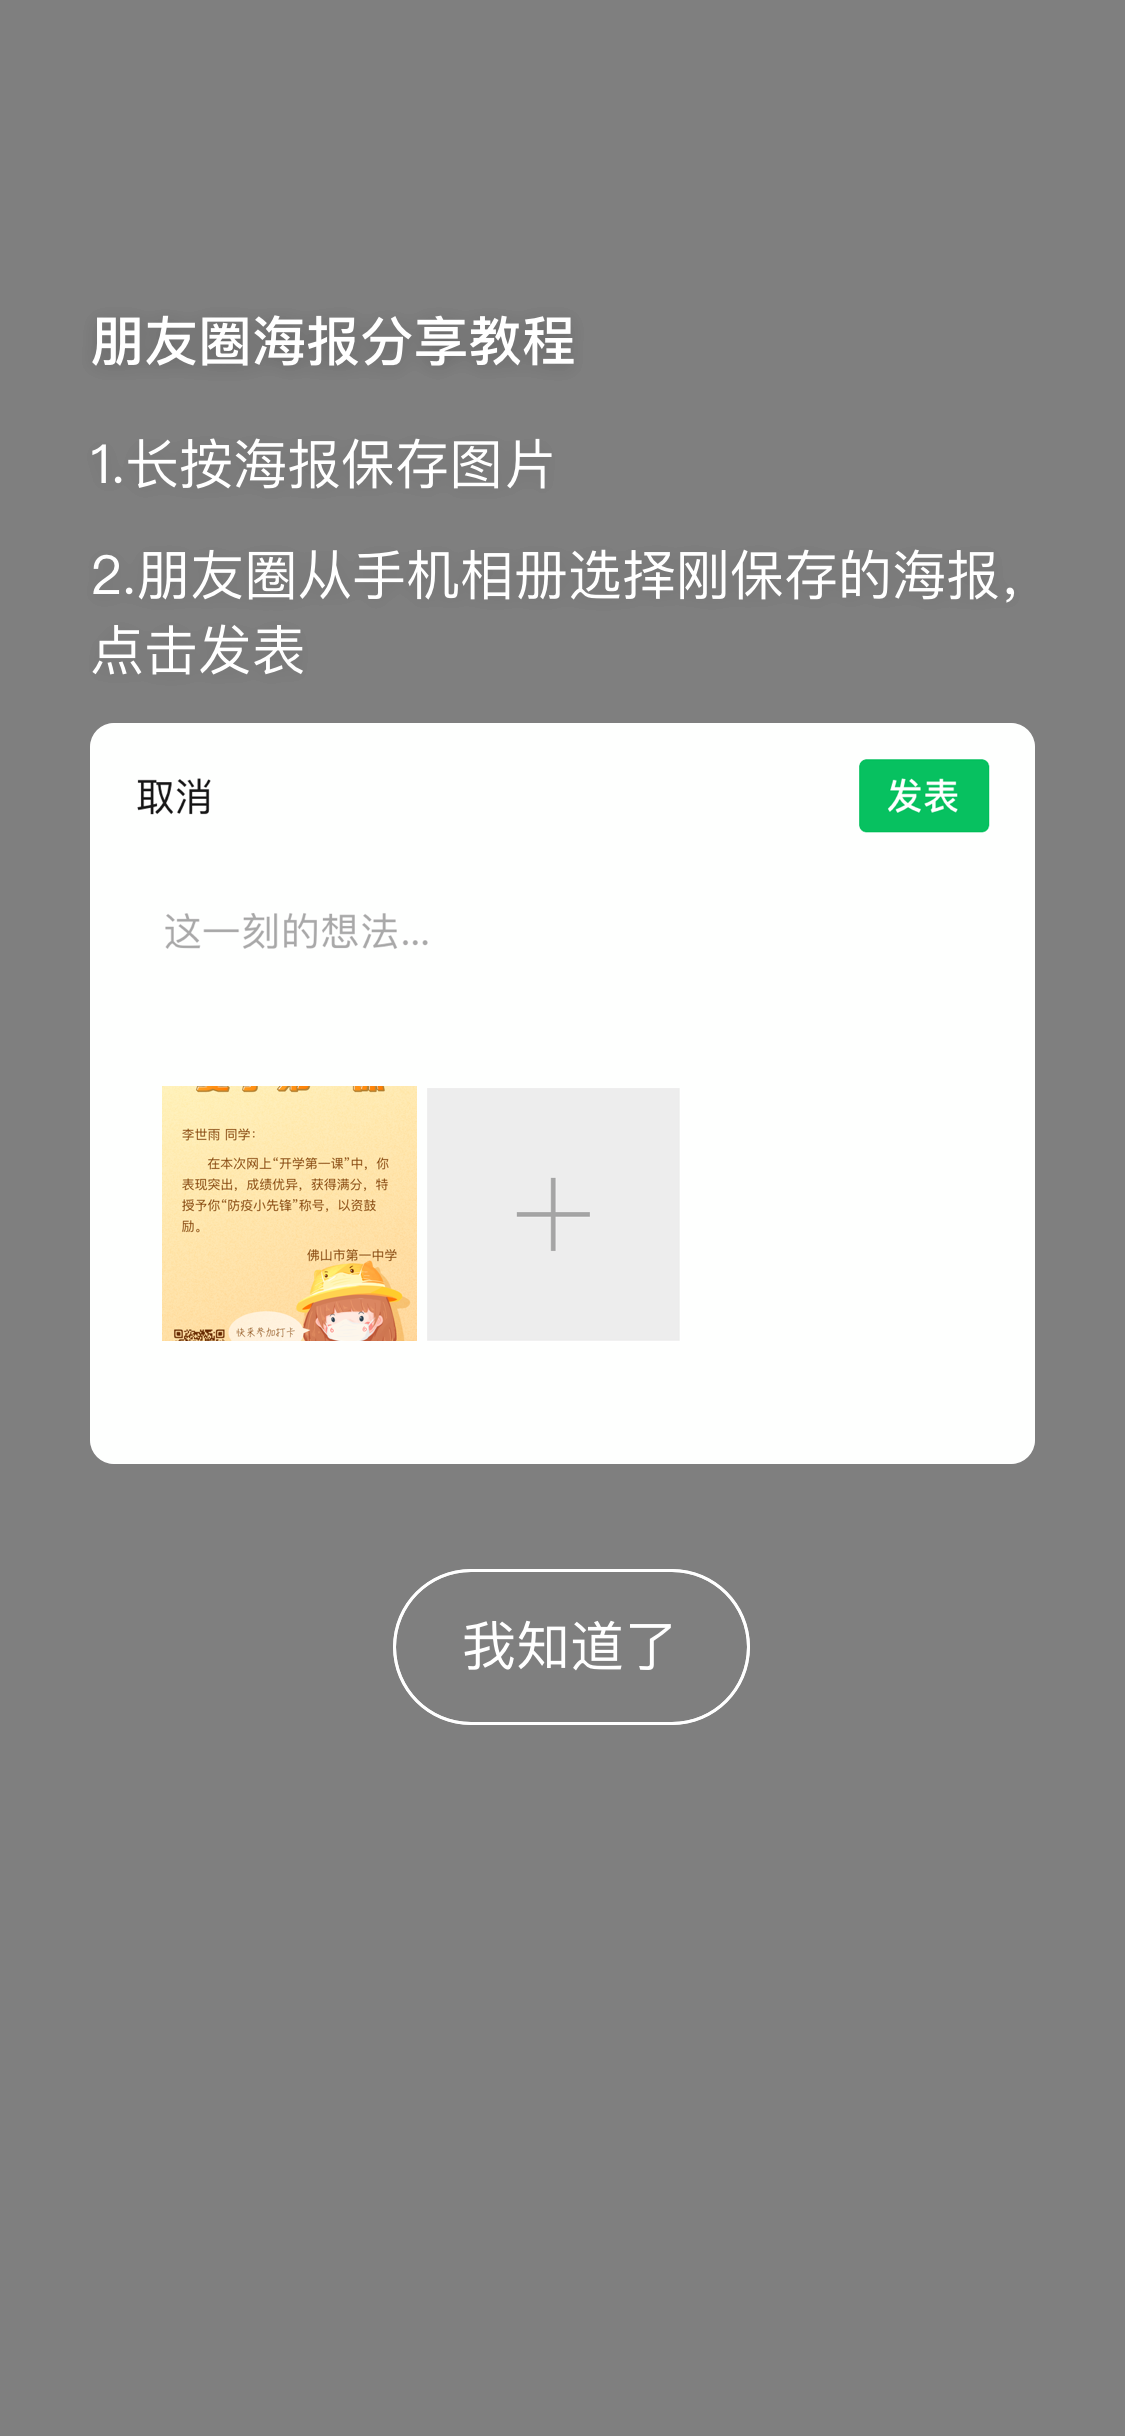 朋友圈海报分享教程
1.长按海报保存图片
2.朋友圈从手机相册选择刚保存的海报，
点击发表
取消
发表
这一刻的想法...
李世雨 同学：
在本次网上“开学第一课”中，你
表现突出，成绩优异，获得满分，特
授予你“防疫小先锋”称号，以资鼓
励。
佛山市第一中学
快来参加打卡
我知道了